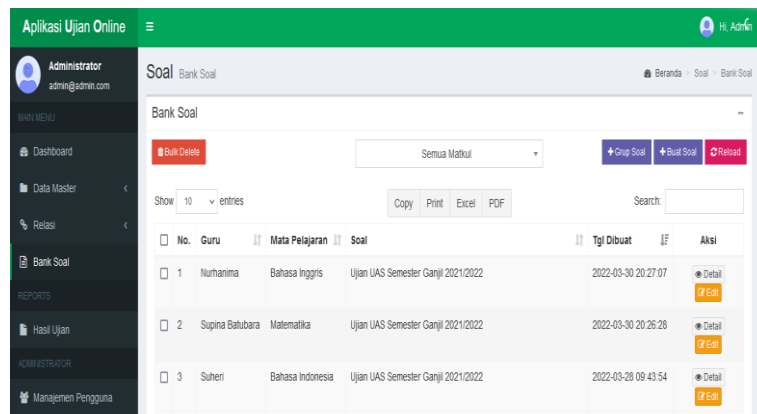 Aplikasi Ujian Online
Hi, Admin
Administrator
admin@admin.com
Soal Bank Soal
Beranda > Soal > Bank Soal
MAIN MENU
Dashboard
Data Master
Relasi
Bank Soal
REPORTS
Hasil Ujian
ADMINISTRATOR
Manajemen Pengguna
Bank Soal
Bulk Delete
Semua Matkul
+Grup Soal
+Buat Soal
Reload
Show 10 entries
Copy Print Excel PDF
Search:
No. Guru Mata Pelajaran Soal Tgl Dibuat Aksi
1 Nurhanima Bahasa Inggris Ujian UAS Semester Ganjil 2021/2022 2022-03-30 20:27:07 Detail
Edit
2 Supina Batubara Matematika Ujian UAS Semester Ganjil 2021/2022 2022-03-30 20:26:28 Detail
Edit
3 Suheri Bahasa Indonesia Ujian UAS Semester Ganjil 2021/2022 2022-03-28 09:43:54 Detail
Edit